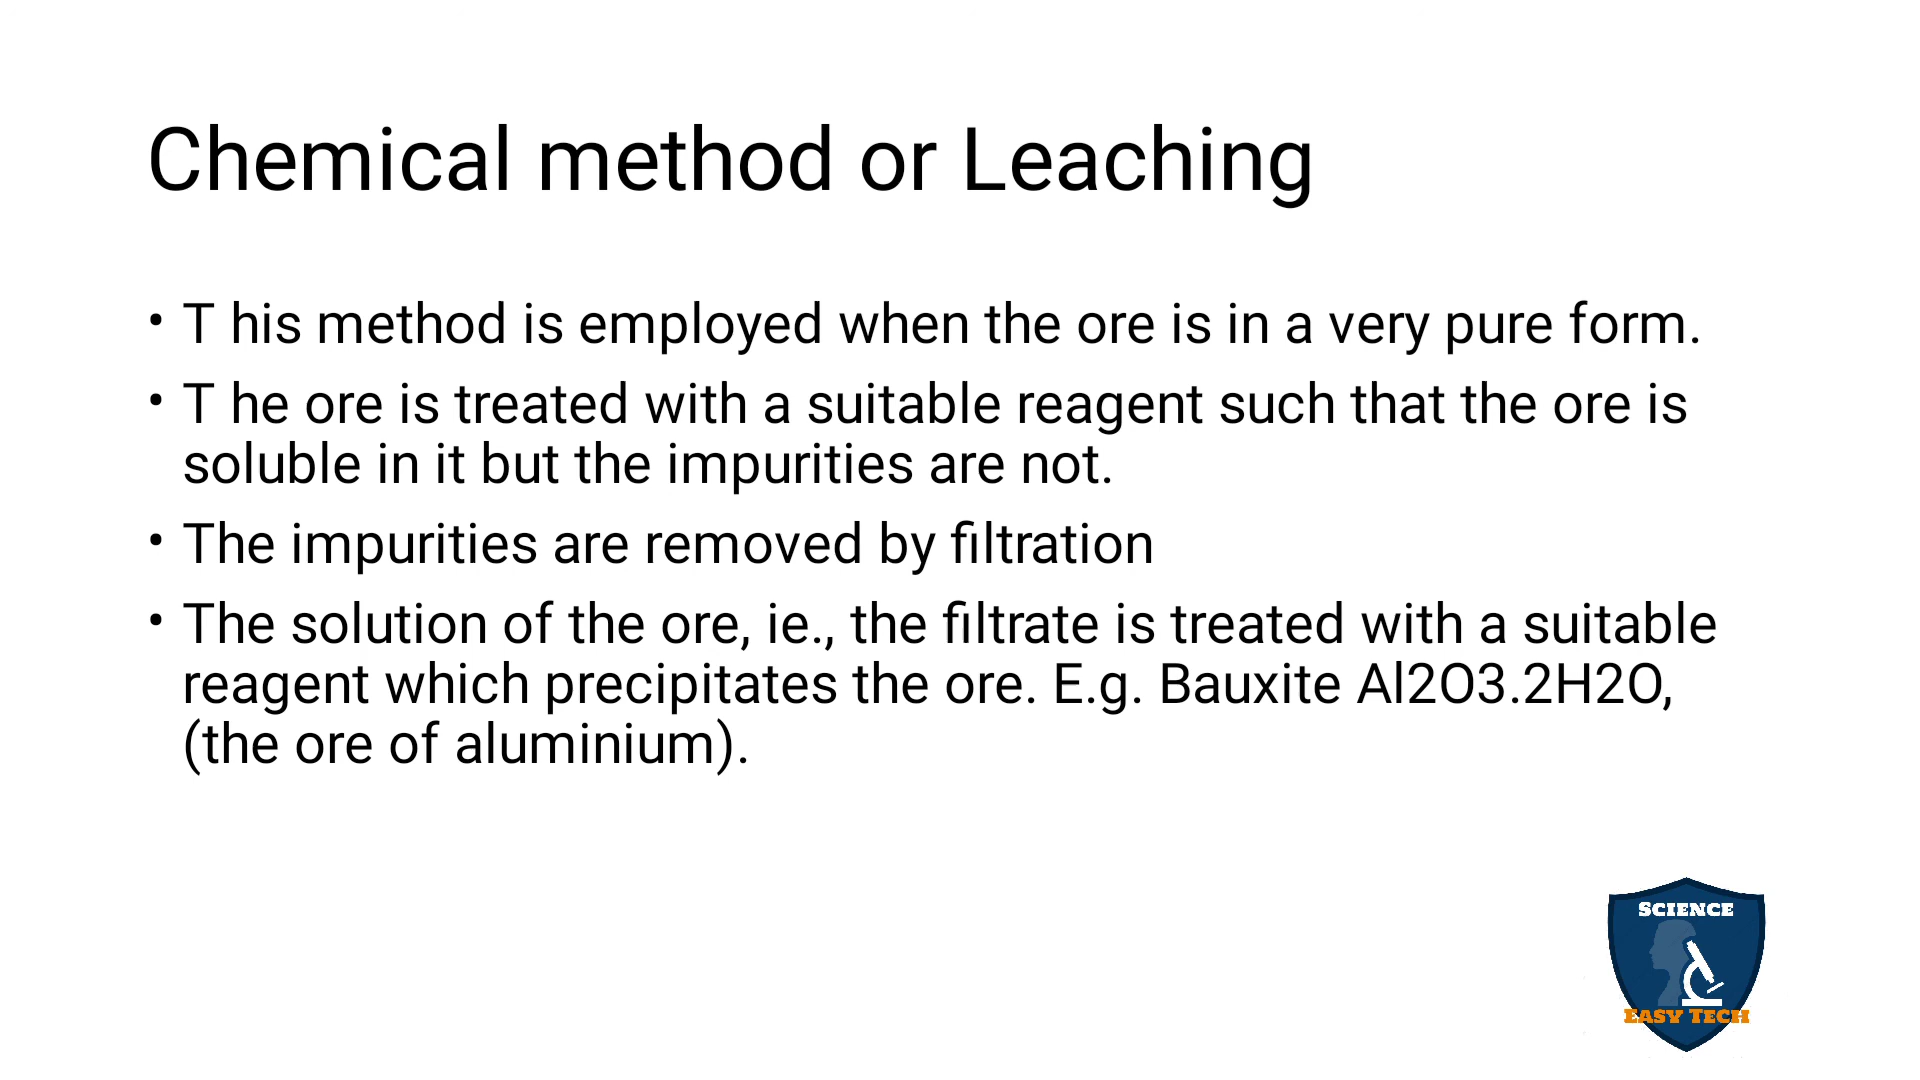 Chemical method or Leaching
• T his method is employed when the ore is in a very pure form.
• T he ore is treated with a suitable reagent such that the ore is
soluble in it but the impurities are not.
• The impurities are removed by filtration
• The solution of the ore, ie., the filtrate is treated with a suitable
reagent which precipitates the ore. E.g. Bauxite Al2O3.2H2O,
(the ore of aluminium).
SCIENCE
EASY TECH